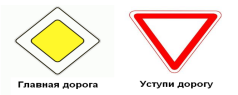 Главная дорога
Уступи дорогу